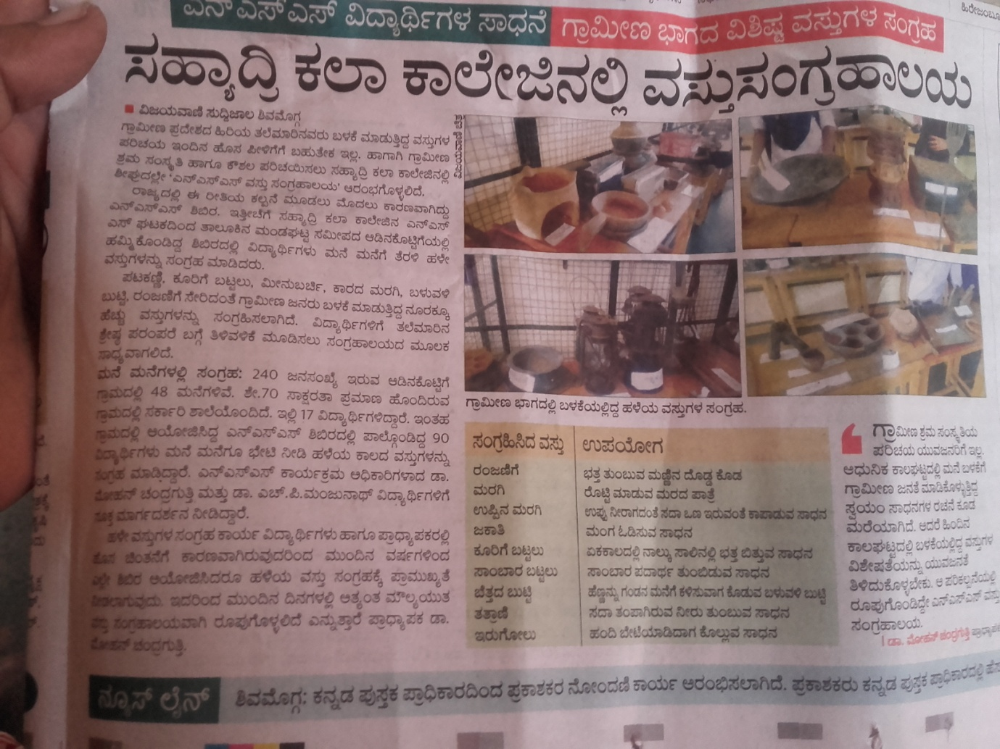 ಎನ್ಎಸ್ಎಸ್ ವಿದ್ಯಾರ್ಥಿಗಳ ಸಾಧನೆ
ಗ್ರಾಮೀಣ ಭಾಗದ ವಿಶಿಷ್ಟ ವಸ್ತುಗಳ ಸಂಗ್ರಹ
ಸಹ್ಯಾದ್ರಿ ಕಲಾ ಕಾಲೇಜಿನಲ್ಲಿ ವಸ್ತುಸಂಗ್ರಹಾಲಯ
ವಿಜಯವಾಣಿ ಸುದ್ದಿಜಾಲ ಶಿವಮೊಗ್ಗ
ಗ್ರಾಮೀಣ ಪ್ರದೇಶದ ಹಿರಿಯ ತಲೆಮಾರಿನವರು ಬಳಕೆ ಮಾಡುತ್ತಿದ್ದ ವಸ್ತುಗಳ
ಪರಿಚಯ ಇಂದಿನ ಹೊಸ ಪೀಳಿಗೆಗೆ ಬಹುತೇಕ ಇಲ್ಲ. ಹಾಗಾಗಿ ಗ್ರಾಮೀಣ
ಶ್ರಮ ಸಂಸ್ಕೃತಿ ಹಾಗೂ ಕೌಶಲ ಪರಿಚಯಿಸಲು ಸಹ್ಯಾದ್ರಿ ಕಲಾ ಕಾಲೇಜಿನಲ್ಲಿ
ಶೀಘ್ರದಲ್ಲೇ 'ಎನ್ಎಸ್ಎಸ್ ವಸ್ತು ಸಂಗ್ರಹಾಲಯ' ಆರಂಭಗೊಳ್ಳಲಿದೆ.
ರಾಜ್ಯದಲ್ಲಿ ಈ ರೀತಿಯ ಕಲ್ಪನೆ ಮೂಡಲು ಮೊದಲು ಕಾರಣವಾಗಿದ್ದು
ಎನ್ಎಸ್ಎಸ್ ಶಿಬಿರ. ಇತ್ತೀಚೆಗೆ ಸಹ್ಯಾದ್ರಿ ಕಲಾ ಕಾಲೇಜಿನ ಎನ್ಎಸ್
ಎಸ್ ಘಟಕದಿಂದ ತಾಲೂಕಿನ ಮಂಡಘಟ್ಟ ಸಮೀಪದ ಆಡಿನಕೊಟ್ಟಿಗೆಯಲ್ಲಿ
ಹಮ್ಮಿಕೊಂಡಿದ್ದ ಶಿಬಿರದಲ್ಲಿ ವಿದ್ಯಾರ್ಥಿಗಳು ಮನೆ ಮನೆಗೆ ತೆರಳಿ ಹಳೇ
ವಸ್ತುಗಳನ್ನು ಸಂಗ್ರಹ ಮಾಡಿದರು.
ಪಟಕಣ್ಣಿ, ಕೂರಿಗೆ ಬಟ್ಟಲು, ಮೀನುಬರ್ಚಿ, ಕಾರದ ಮರಗಿ, ಬಳುವಳಿ
ಬುಟ್ಟಿ, ರಂಜಣಿಗೆ ಸೇರಿದಂತೆ ಗ್ರಾಮೀಣ ಜನರು ಬಳಕೆ ಮಾಡುತ್ತಿದ್ದ ನೂರಕ್ಕೂ
ಹೆಚ್ಚು ವಸ್ತುಗಳನ್ನು ಸಂಗ್ರಹಿಸಲಾಗಿದೆ. ವಿದ್ಯಾರ್ಥಿಗಳಿಗೆ ತಲೆಮಾರಿನ
ಶ್ರೇಷ್ಠ ಪರಂಪರೆ ಬಗ್ಗೆ ತಿಳಿವಳಿಕೆ ಮೂಡಿಸಲು ಸಂಗ್ರಹಾಲಯದ ಮೂಲಕ
ಸಾಧ್ಯವಾಗಲಿದೆ.
ಮನೆ ಮನೆಗಳಲ್ಲಿ ಸಂಗ್ರಹ: 240 ಜನಸಂಖ್ಯೆ ಇರುವ ಆಡಿನಕೊಟ್ಟಿಗೆ
ಗ್ರಾಮದಲ್ಲಿ 48 ಮನೆಗಳಿವೆ. ಶೇ.70 ಸಾಕ್ಷರತಾ ಪ್ರಮಾಣ ಹೊಂದಿರುವ
ಗ್ರಾಮದಲ್ಲಿ ಸರ್ಕಾರಿ ಶಾಲೆಯೊಂದಿದೆ. ಇಲ್ಲಿ 17 ವಿದ್ಯಾರ್ಥಿಗಳಿದ್ದಾರೆ. ಇಂತಹ
ಗ್ರಾಮದಲ್ಲಿ ಆಯೋಜಿಸಿದ್ದ ಎನ್ಎಸ್ಎಸ್ ಶಿಬಿರದಲ್ಲಿ ಪಾಲ್ಗೊಂಡಿದ್ದ 90
ವಿದ್ಯಾರ್ಥಿಗಳು ಮನೆ ಮನೆಗೂ ಭೇಟಿ ನೀಡಿ ಹಳೆಯ ಕಾಲದ ವಸ್ತುಗಳನ್ನು
ಸಂಗ್ರಹ ಮಾಡಿದ್ದಾರೆ. ಎನ್ಎಸ್ಎಸ್ ಕಾರ್ಯಕ್ರಮ ಅಧಿಕಾರಿಗಳಾದ ಡಾ.
ಮೋಹನ್ ಚಂದ್ರಗುತ್ತಿ ಮತ್ತು ಡಾ. ಎಚ್.ಪಿ.ಮಂಜುನಾಥ್ ವಿದ್ಯಾರ್ಥಿಗಳಿಗೆ
ಸೂಕ್ತ ಮಾರ್ಗದರ್ಶನ ನೀಡಿದ್ದಾರೆ.
ಹಳೇ ವಸ್ತುಗಳ ಸಂಗ್ರಹ ಕಾರ್ಯ ವಿದ್ಯಾರ್ಥಿಗಳು ಹಾಗೂ ಪ್ರಾಧ್ಯಾಪಕರಲ್ಲಿ
ಹೊಸ ಚಿಂತನೆಗೆ ಕಾರಣವಾಗಿರುವುದರಿಂದ ಮುಂದಿನ ವರ್ಷಗಳಿಂದ
ಎಲ್ಲೇ ಶಿಬಿರ ಆಯೋಜಿಸಿದರೂ ಹಳೆಯ ವಸ್ತು ಸಂಗ್ರಹಕ್ಕೆ ಪ್ರಾಮುಖ್ಯತೆ
ನೀಡಲಾಗುವುದು. ಇದರಿಂದ ಮುಂದಿನ ದಿನಗಳಲ್ಲಿ ಅತ್ಯಂತ ಮೌಲ್ಯಯುತ
ವಸ್ತು ಸಂಗ್ರಹಾಲಯವಾಗಿ ರೂಪುಗೊಳ್ಳಲಿದೆ ಎನ್ನುತ್ತಾರೆ ಪ್ರಾಧ್ಯಾಪಕ ಡಾ.
ಮೋಹನ್ ಚಂದ್ರಗುತ್ತಿ.
ಗ್ರಾಮೀಣ ಭಾಗದಲ್ಲಿ ಬಳಕೆಯಲ್ಲಿದ್ದ ಹಳೆಯ ವಸ್ತುಗಳ ಸಂಗ್ರಹ.
ಸಂಗ್ರಹಿಸಿದ ವಸ್ತು ಉಪಯೋಗ
ರಂಜಣಿಗೆ ಭತ್ತ ತುಂಬುವ ಮಣ್ಣಿನ ದೊಡ್ಡ ಕೊಡ
ಮರಗಿ ರೊಟ್ಟಿ ಮಾಡುವ ಮರದ ಪಾತ್ರೆ
ಉಪ್ಪಿನ ಮರಗಿ ಉಪ್ಪು ನೀರಾಗದಂತೆ ಸದಾ ಒಣ ಇರುವಂತೆ ಕಾಪಾಡುವ ಸಾಧನ
ಜಕಾತಿ ಮಂಗ ಓಡಿಸುವ ಸಾಧನ
ಕೂರಿಗೆ ಬಟ್ಟಲು ಏಕಕಾಲದಲ್ಲಿ ನಾಲ್ಕು ಸಾಲಿನಲ್ಲಿ ಭತ್ತ ಬಿತ್ತುವ ಸಾಧನ
ಸಾಂಬಾರ ಬಟ್ಟಲು ಸಾಂಬಾರ ಪದಾರ್ಥ ತುಂಬಿಡುವ ಸಾಧನ
ಬೆತ್ತದ ಬುಟ್ಟಿ ಹೆಣ್ಣನ್ನು ಗಂಡನ ಮನೆಗೆ ಕಳಿಸುವಾಗ ಕೊಡುವ ಬಳುವಳಿ ಬುಟ್ಟಿ
ತತ್ರಾಣಿ ಸದಾ ತಂಪಾಗಿರುವ ನೀರು ತುಂಬುವ ಸಾಧನ
ಇರುಗೋಲು ಹಂದಿ ಬೇಟೆಯಾಡಿದಾಗ ಕೊಲ್ಲುವ ಸಾಧನ
ಗ್ರಾಮೀಣ ಶ್ರಮ ಸಂಸ್ಕೃತಿಯ
ಪರಿಚಯ ಯುವಜನರಿಗೆ ಇಲ್ಲ.
ಆಧುನಿಕ ಕಾಲಘಟ್ಟದಲ್ಲಿ ಮನೆ ಬಳಕೆಗೆ
ಗ್ರಾಮೀಣ ಜನತೆ ಮಾಡಿಕೊಳ್ಳುತ್ತಿದ್ದ
ಸ್ವಯಂ ಸಾಧನಗಳ ರಚನೆ ಕೂಡ
ಮರೆಯಾಗಿದೆ. ಆದರೆ ಹಿಂದಿನ
ಕಾಲಘಟ್ಟದಲ್ಲಿ ಬಳಕೆಯಲ್ಲಿದ್ದ ವಸ್ತುಗಳ
ವಿಶೇಷತೆಯನ್ನು ಯುವಜನತೆ
ತಿಳಿದುಕೊಳ್ಳಬೇಕು. ಆ ಪರಿಕಲ್ಪನೆಯಲ್ಲಿ
ರೂಪುಗೊಂಡಿದ್ದೇ ಎನ್ಎಸ್ಎಸ್ ವಸ್ತು
ಸಂಗ್ರಹಾಲಯ.
ಡಾ. ಮೋಹನ್ ಚಂದ್ರಗುತ್ತಿ
ನ್ಯೂಸ್ ಲೈನ್
ಶಿವಮೊಗ್ಗ: ಕನ್ನಡ ಪುಸ್ತಕ ಪ್ರಾಧಿಕಾರದಿಂದ ಪ್ರಕಾಶಕರ ನೋಂದಣಿ ಕಾರ್ಯ ಆರಂಭಿಸಲಾಗಿದೆ. ಪ್ರಕಾಶಕರು ಕನ್ನಡ ಪುಸ್ತಕ ಪ್ರಾಧಿಕಾರದಲ್ಲಿ